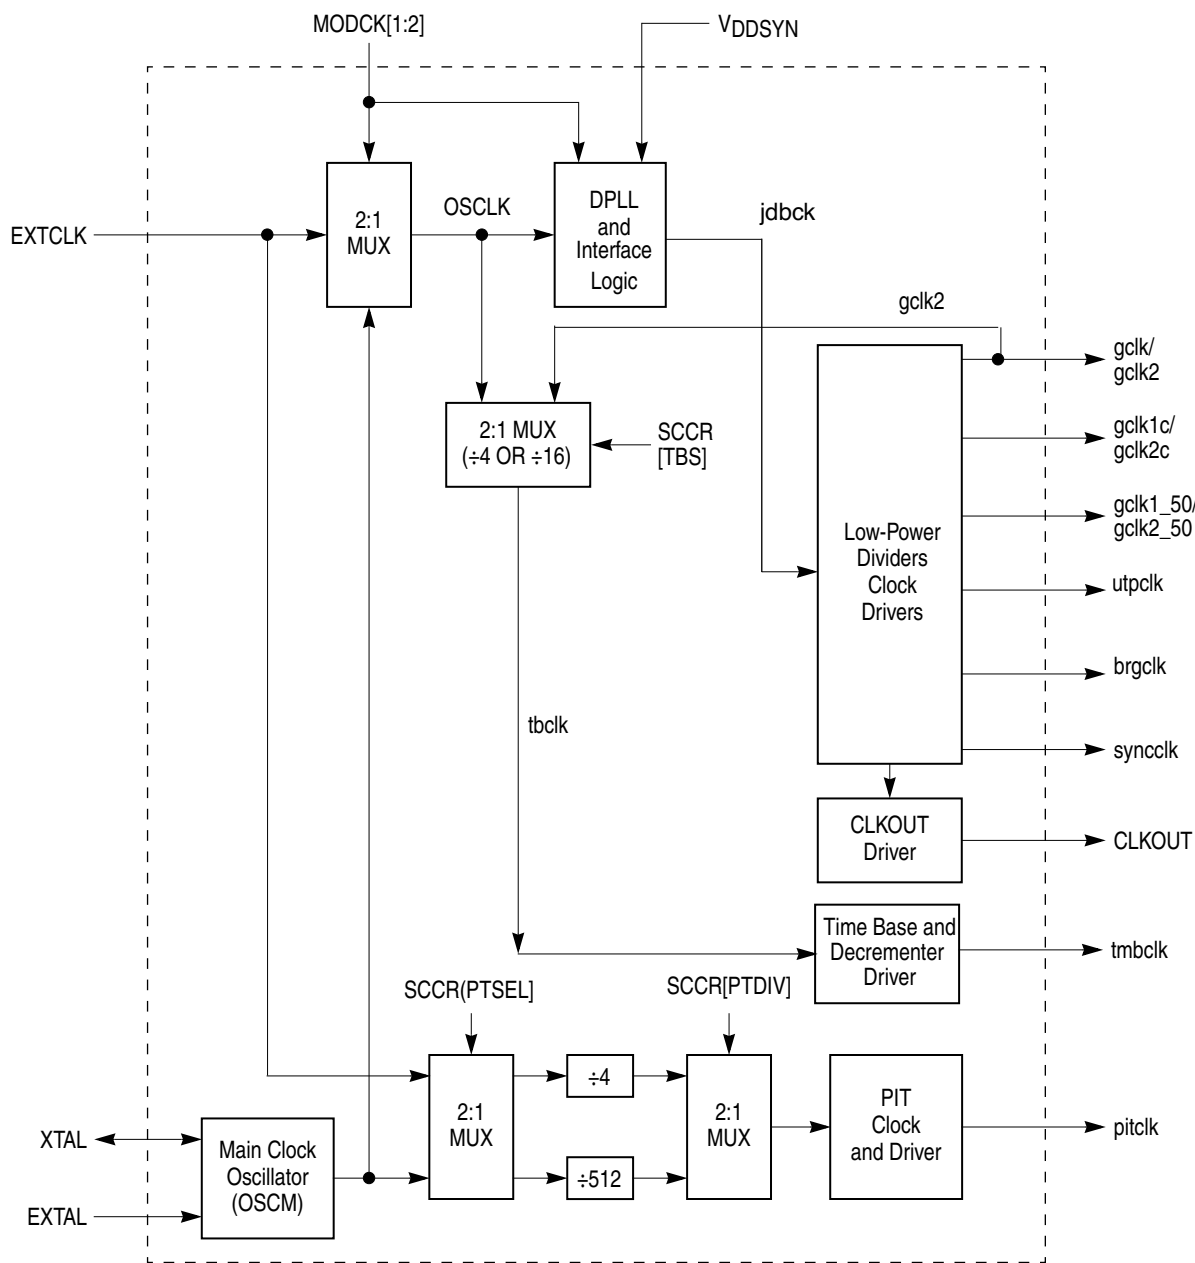 MODCK[1:2]
VDDSYN
EXTCLK
2:1
MUX
OSCLK
DPLL
and
Interface
Logic
jdbck
gclk2
gclk/
gclk2
2:1 MUX
(÷4 OR ÷16)
SCCR
[TBS]
gclk1c/
gclk2c
gclk1_50/
gclk2_50
Low-Power
Dividers
Clock
Drivers
utpclk
brgclk
tbclk
syncclk
CLKOUT
Driver
CLKOUT
Time Base and
Decrementer
Driver
tmbclk
SCCR(PTSEL]
SCCR[PTDIV]
2:1
MUX
÷4
÷512
2:1
MUX
PIT
Clock
and Driver
pitclk
XTAL
EXTAL
Main Clock
Oscillator
(OSCM)